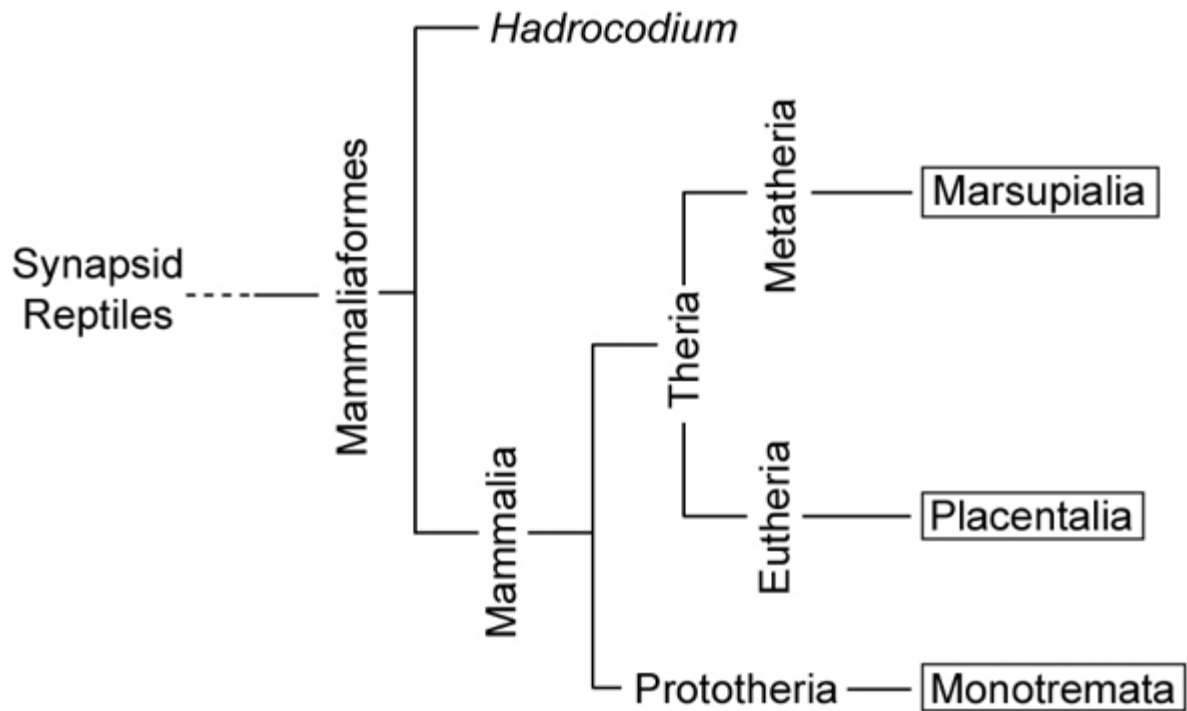 Hadrocodium
Synapsid
Reptiles
Mammaliaformes
Mammalia
Theria
Metatheria
Marsupialia
Eutheria
Placentalia
Prototheria
Monotremata